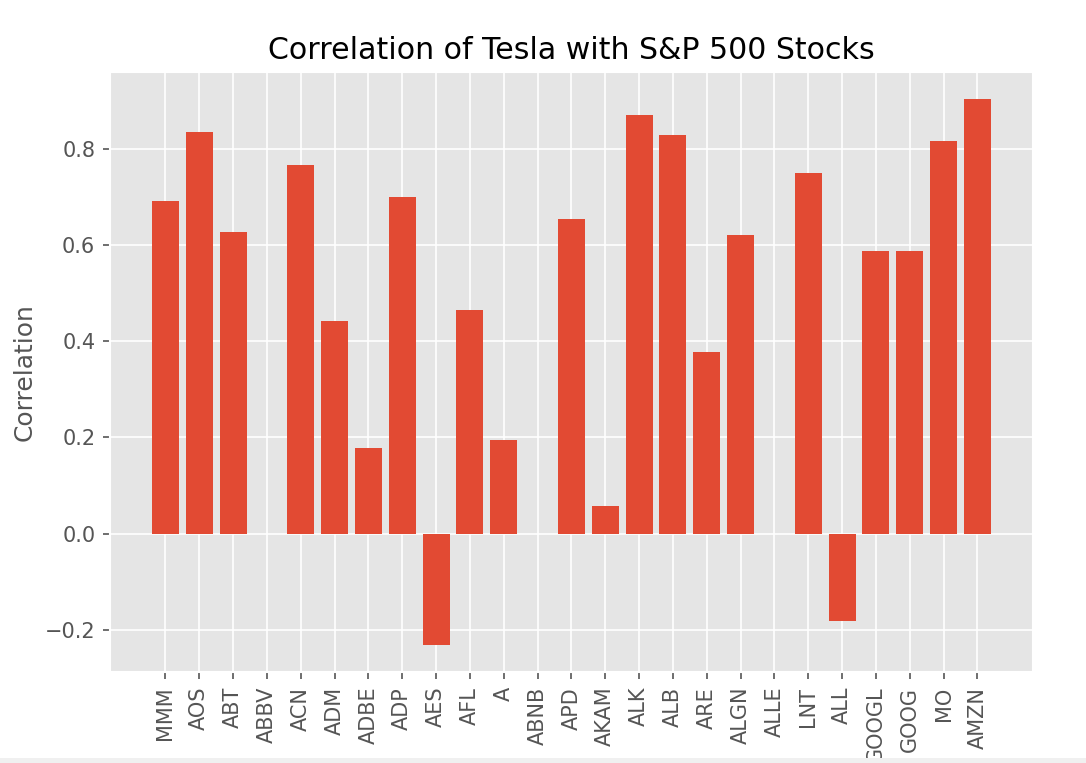 Correlation of Tesla with S&P 500 Stocks
Correlation
0.8
0.6
0.4
0.2
0.0
−0.2
MMM
AOS
ABT
ABBV
ACN
ADM
ADBE
ADP
AES
AFL
A
ABNB
APD
AKAM
ALK
ALB
ARE
ALGN
ALLE
LNT
ALL
GOOGL
GOOG
MO
AMZN